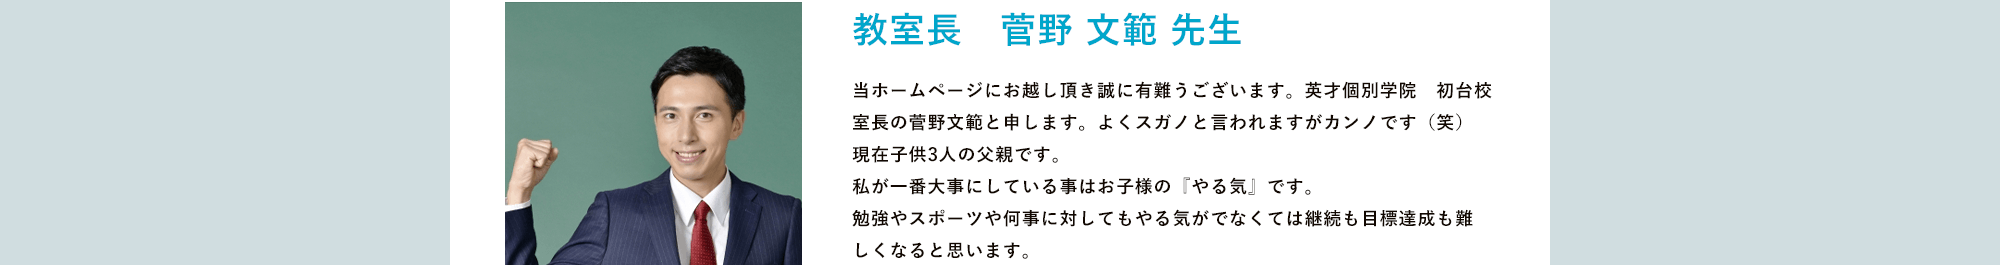 教室長　菅野 文範 先生
当ホームページにお越し頂き誠に有難うございます。英才個別学院　初台校
室長の菅野文範と申します。よくスガノと言われますがカンノです（笑）
現在子供3人の父親です。
私が一番大事にしている事はお子様の『やる気』です。
勉強やスポーツや何事に対してもやる気がでなくては継続も目標達成も難
しくなると思います。